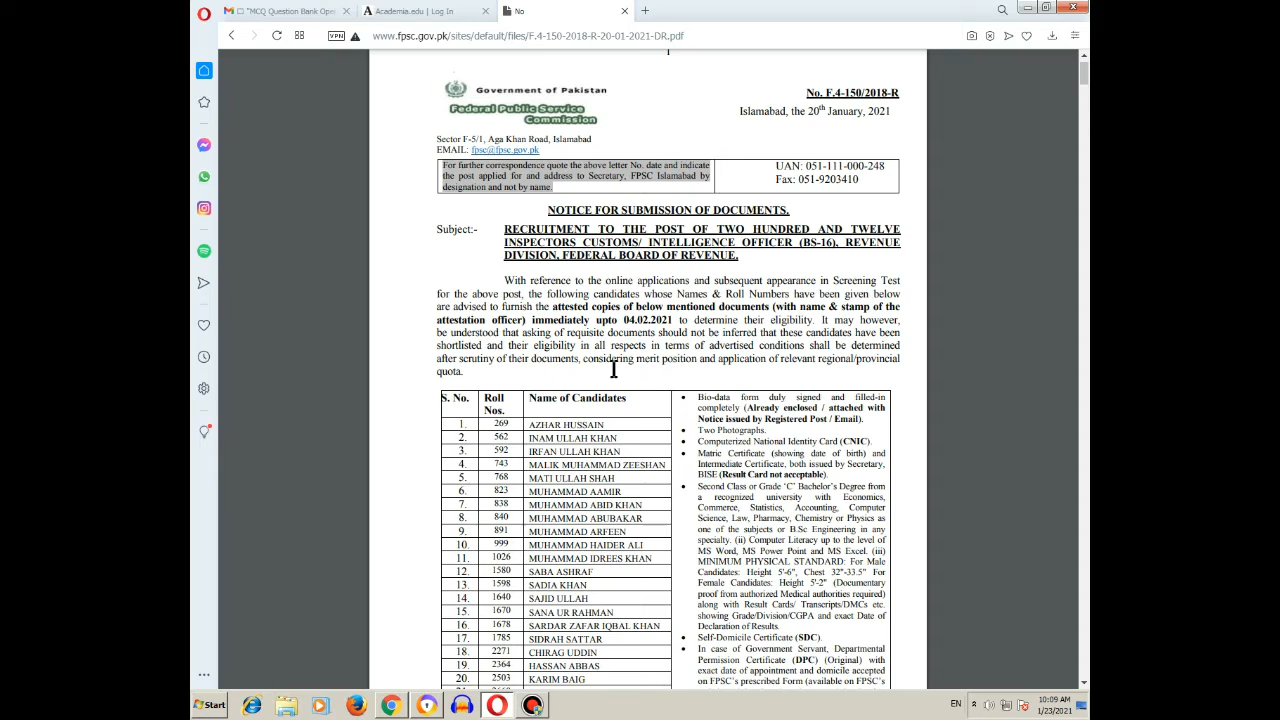 "MCQ Question Bank Ope
Academia.edu | Log In
No
VPN
www.fpsc.gov.pk/sites/default/files/F.4-150-2018-R-20-01-2021-DR.pdf
Government of Pakistan
Federal Public Service
Commission
No. F.4-150/2018-R
Islamabad, the 20th January, 2021
Sector F-5/1, Aga Khan Road, Islamabad
EMAIL: fpsc@fpsc.gov.pk
For further correspondence quote the above letter No. date and indicate
the post applied for and address to Secretary, FPSC Islamabad by
designation and not by name.
UAN: 051-111-000-248
Fax: 051-9203410
NOTICE FOR SUBMISSION OF DOCUMENTS.
Subject:- RECRUITMENT TO THE POST OF TWO HUNDRED AND TWELVE
INSPECTORS CUSTOMS/ INTELLIGENCE OFFICER (BS-16), REVENUE
DIVISION, FEDERAL BOARD OF REVENUE.
With reference to the online applications and subsequent appearance in Screening Test
for the above post, the following candidates whose Names & Roll Numbers have been given below
are advised to furnish the attested copies of below mentioned documents (with name & stamp of the
attestation officer) immediately upto 04.02.2021 to determine their eligibility. It may however,
be understood that asking of requisite documents should not be inferred that these candidates have been
shortlisted and their eligibility in all respects in terms of advertised conditions shall be determined
after scrutiny of their documents, considering merit position and application of relevant regional/provincial
quota.
S. No. Roll Nos. Name of Candidates
1. 269 AZHAR HUSSAIN
2. 562 INAM ULLAH KHAN
3. 592 IRFAN ULLAH KHAN
4. 743 MALIK MUHAMMAD ZEESHAN
5. 768 MATI ULLAH SHAH
6. 823 MUHAMMAD AAMIR
7. 838 MUHAMMAD ABID KHAN
8. 840 MUHAMMAD ABUBAKAR
9. 891 MUHAMMAD ARFEEN
10. 999 MUHAMMAD HAIDER ALI
11. 1026 MUHAMMAD IDREES KHAN
12. 1580 SABA ASHRAF
13. 1598 SADIA KHAN
14. 1640 SAJID ULLAH
15. 1670 SANA UR RAHMAN
16. 1678 SARDAR ZAFAR IQBAL KHAN
17. 1785 SIDRAH SATTAR
18. 2271 CHIRAG UDDIN
19. 2364 HASSAN ABBAS
20. 2503 KARIM BAIG
• Bio-data form duly signed and filled-in
completely (Already enclosed / attached with
Notice issued by Registered Post / Email).
• Two Photographs.
• Computerized National Identity Card (CNIC).
• Matric Certificate (showing date of birth) and
Intermediate Certificate, both issued by Secretary,
BISE (Result Card not acceptable).
• Second Class or Grade 'C' Bachelor's Degree from
a recognized university with Economics,
Commerce, Statistics, Accounting, Computer
Science, Law, Pharmacy, Chemistry or Physics as
one of the subjects or B.Sc Engineering in any
specialty. (ii) Computer Literacy up to the level of
MS Word, MS Power Point and MS Excel. (iii)
MINIMUM PHYSICAL STANDARD: For Male
Candidates: Height 5'-6", Chest 32"-33.5" For
Female Candidates: Height 5'-2" (Documentary
proof from authorized Medical authorities required)
along with Result Cards/ Transcripts/DMCs etc.
showing Grade/Division/CGPA and exact Date of
Declaration of Results.
• Self-Domicile Certificate (SDC).
• In case of Government Servant, Departmental
Permission Certificate (DPC) (Original) with
exact date of appointment and domicile accepted
on FPSC's prescribed Form (available on FPSC's
Start
EN
10:09 AM
1/23/2021